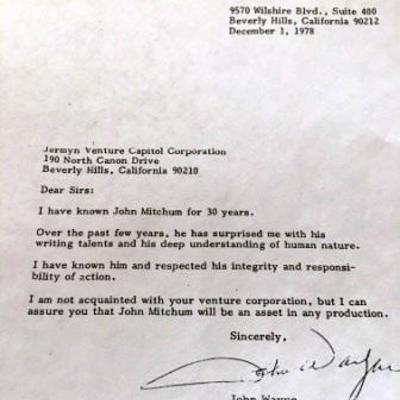 9570 Wilshire Blvd., Suite 400
Beverly Hills, California 90212
December 1, 1978
Jermyn Venture Capitol Corporation
190 North Canon Drive
Beverly Hills, California 90210
Dear Sirs:
I have known John Mitchum for 30 years.
Over the past few years, he has surprised me with his
writing talents and his deep understanding of human nature.
I have known him and respected his integrity and responsi-
bility of action.
I am not acquainted with your venture corporation, but I can
assure you that John Mitchum will be an asset in any production.
Sincerely,
John Wayne
John Wayne